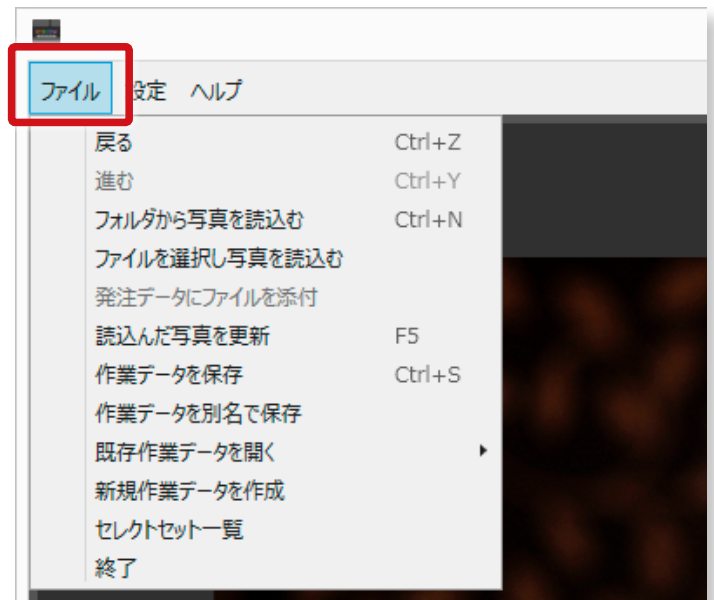 ファイル 設定 ヘルプ
戻る Ctrl+Z
進む Ctrl+Y
フォルダから写真を読込む Ctrl+N
ファイルを選択し写真を読込む
発注データにファイルを添付
読込んだ写真を更新 F5
作業データを保存 Ctrl+S
作業データを別名で保存
既存作業データを開く
新規作業データを作成
セレクトセット一覧
終了